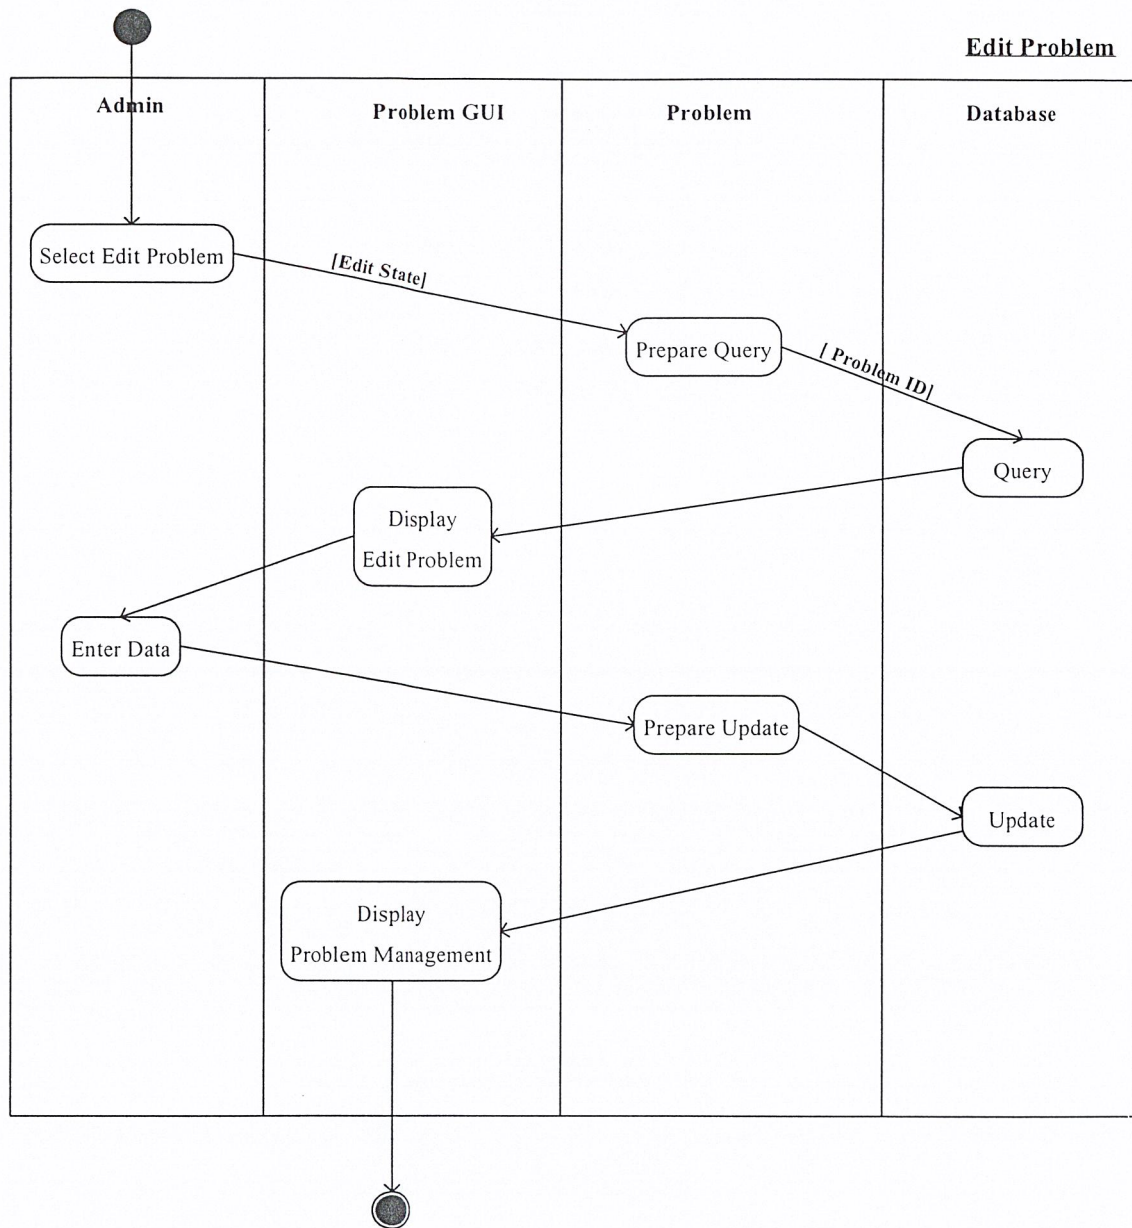 Edit Problem
Admin
Problem GUI
Problem
Database
Select Edit Problem
[Edit State]
Prepare Query
[ Problem ID]
Query
Display
Edit Problem
Enter Data
Prepare Update
Update
Display
Problem Management